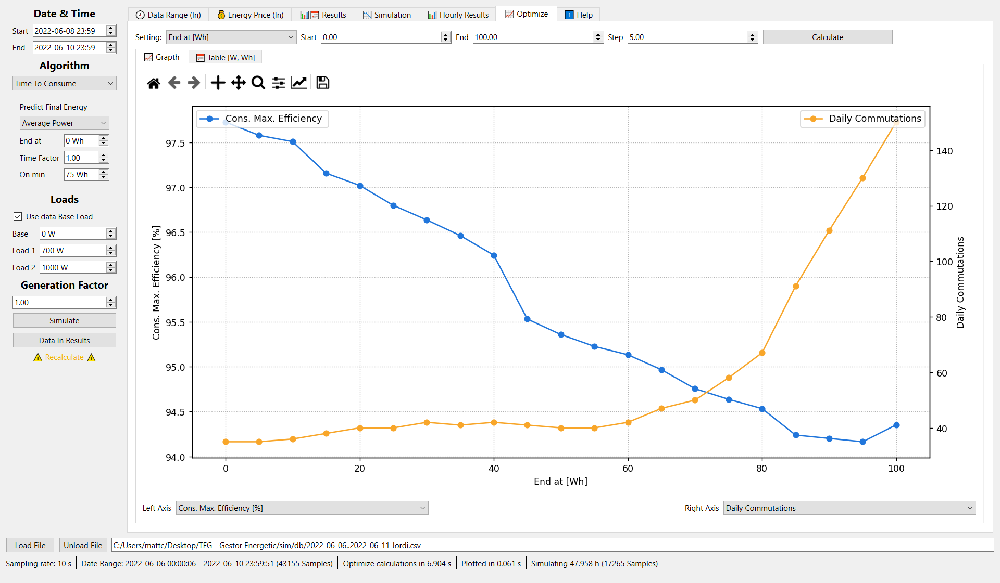 Date & Time
Start 2022-06-08 23:59
End 2022-06-10 23:59
Algorithm
Time To Consume
Predict Final Energy
Average Power
End at 0 Wh
Time Factor 1.00
On min 75 Wh
Loads
Use data Base Load
Base 0 W
Load 1 700 W
Load 2 1000 W
Generation Factor
1.00
Simulate
Data In Results
Recalculate
Data Range (In) Energy Price (In) Results Simulation Hourly Results Optimize Help
Setting: End at [Wh] Start 0.00 End 100.00 Step 5.00 Calculate
Grapth Table [W, Wh]
Cons. Max. Efficiency
Daily Commutations
Cons. Max. Efficiency [%]
97.5
97.0
96.5
96.0
95.5
95.0
94.5
94.0
140
120
100
80
60
40
Daily Commutations
0 20 40 60 80 100
End at [Wh]
Left Axis Cons. Max. Efficiency [%] Right Axis Daily Commutations
Load File Unload File C:/Users/mattc/Desktop/TFG - Gestor Energetic/sim/db/2022-06-06..2022-06-11 Jordi.csv
Sampling rate: 10 s Date Range: 2022-06-06 00:00:06 - 2022-06-10 23:59:51 (43155 Samples) Optimize calculations in 6.904 s Plotted in 0.061 s Simulating 47.958 h (17265 Samples)